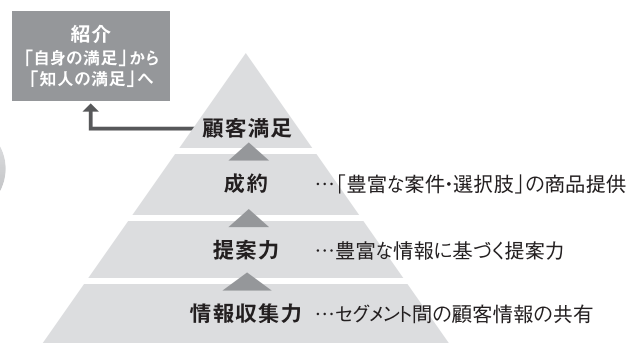 紹介
「自身の満足」から
「知人の満足」へ
顧客満足
成約 …「豊富な案件・選択肢」の商品提供
提案力 …豊富な情報に基づく提案力
情報収集力 …セグメント間の顧客情報の共有